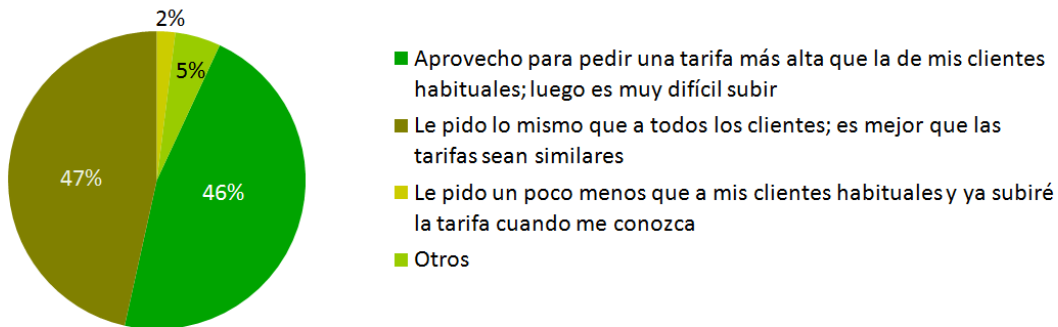 2%
5%
47%
46%
Aprovecho para pedir una tarifa más alta que la de mis clientes
habituales; luego es muy difícil subir
Le pido lo mismo que a todos los clientes; es mejor que las
tarifas sean similares
Le pido un poco menos que a mis clientes habituales y ya subiré
la tarifa cuando me conozca
Otros